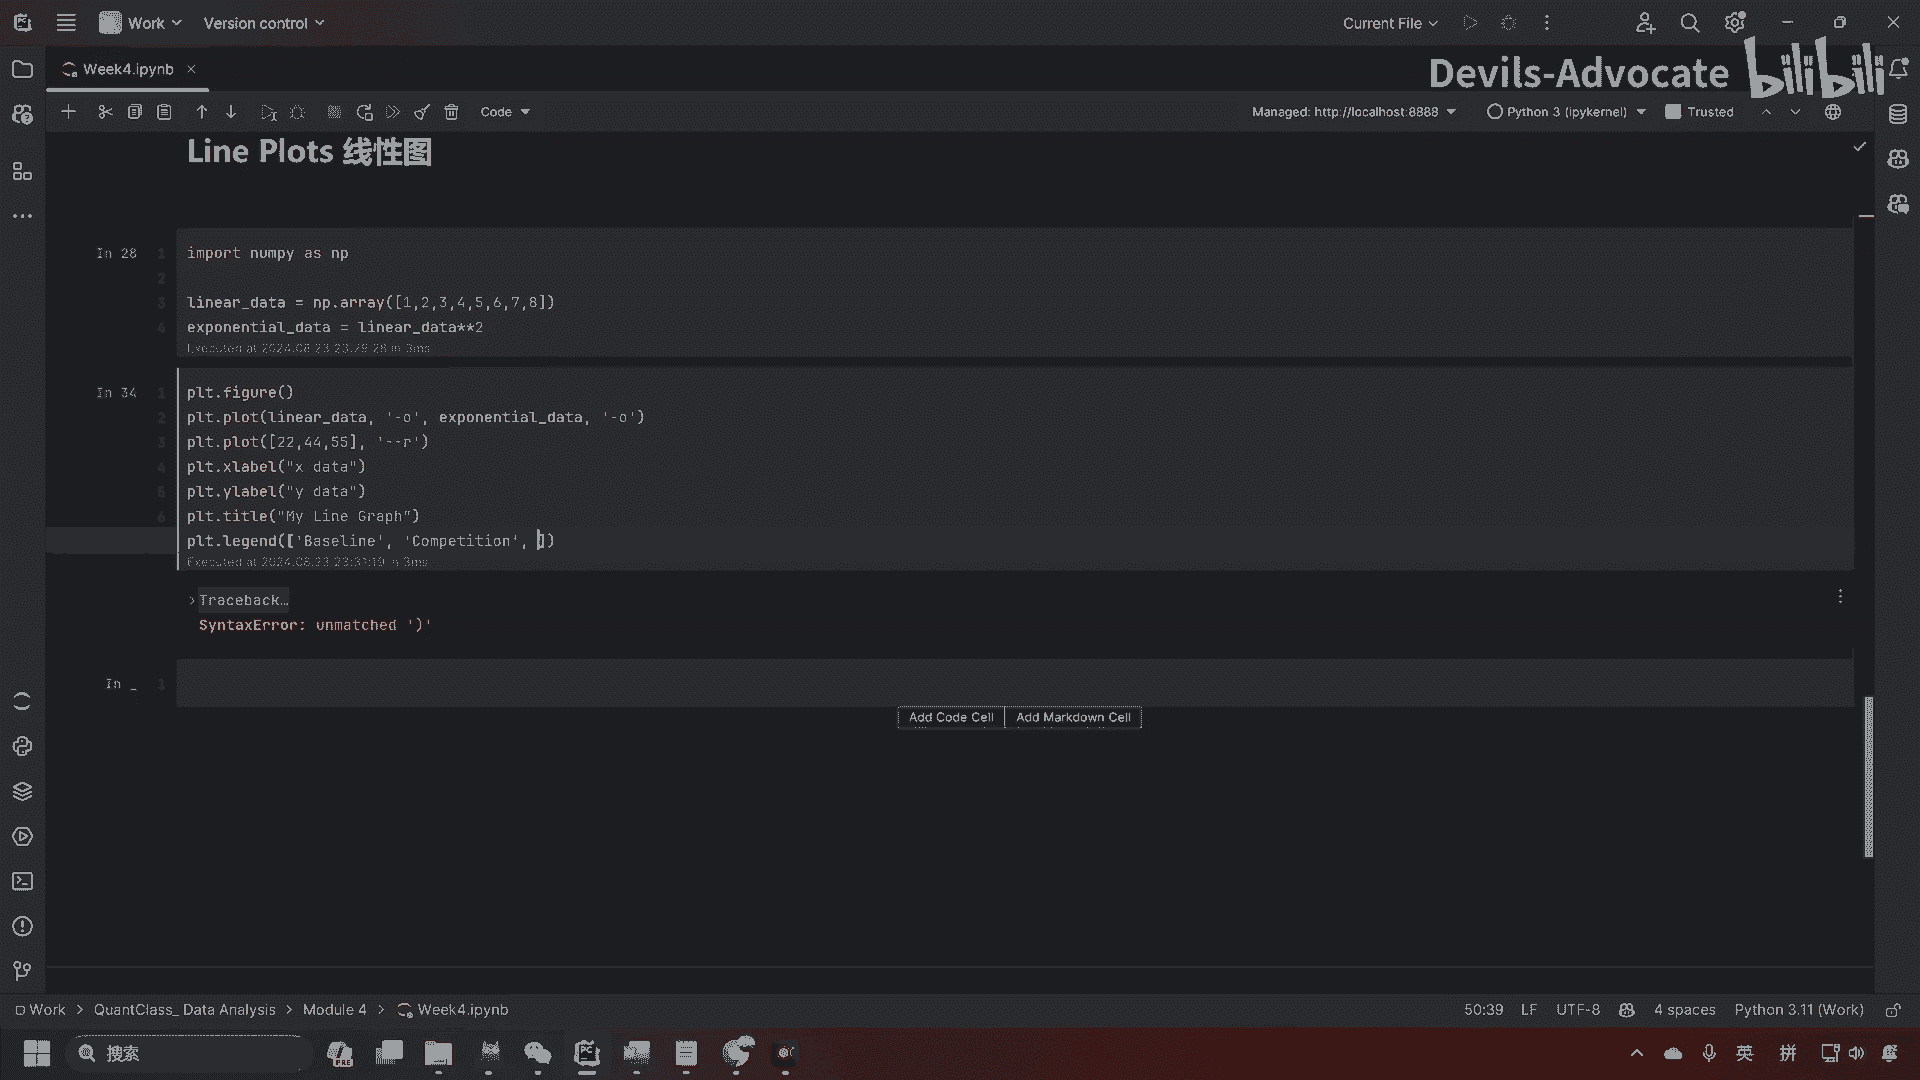 Work
Version control
Current File
Week4.ipynb
Devils-Advocate
bilibili
Code
Managed: http://localhost:8888
Python 3 (ipykernel)
Trusted
Line Plots 线性图
In 28
1 import numpy as np
2
3 linear_data = np.array([1,2,3,4,5,6,7,8])
4 exponential_data = linear_data**2
Executed at 2024.08.23 23:29:28 in 3ms
In 34
1 plt.figure()
2 plt.plot(linear_data, '-o', exponential_data, '-o')
3 plt.plot([22,44,55], '--r')
4 plt.xlabel("x data")
5 plt.ylabel("y data")
6 plt.title("My Line Graph")
plt.legend(['Baseline', 'Competition', ])
Executed at 2024.08.23 23:31:19 in 3ms
Traceback…
SyntaxError: unmatched ')'
In _ 1
Add Code Cell
Add Markdown Cell
Work > QuantClass_ Data Analysis > Module 4 > Week4.ipynb
50:39
LF
UTF-8
4 spaces
Python 3.11 (Work)
搜索
PRE
英
拼